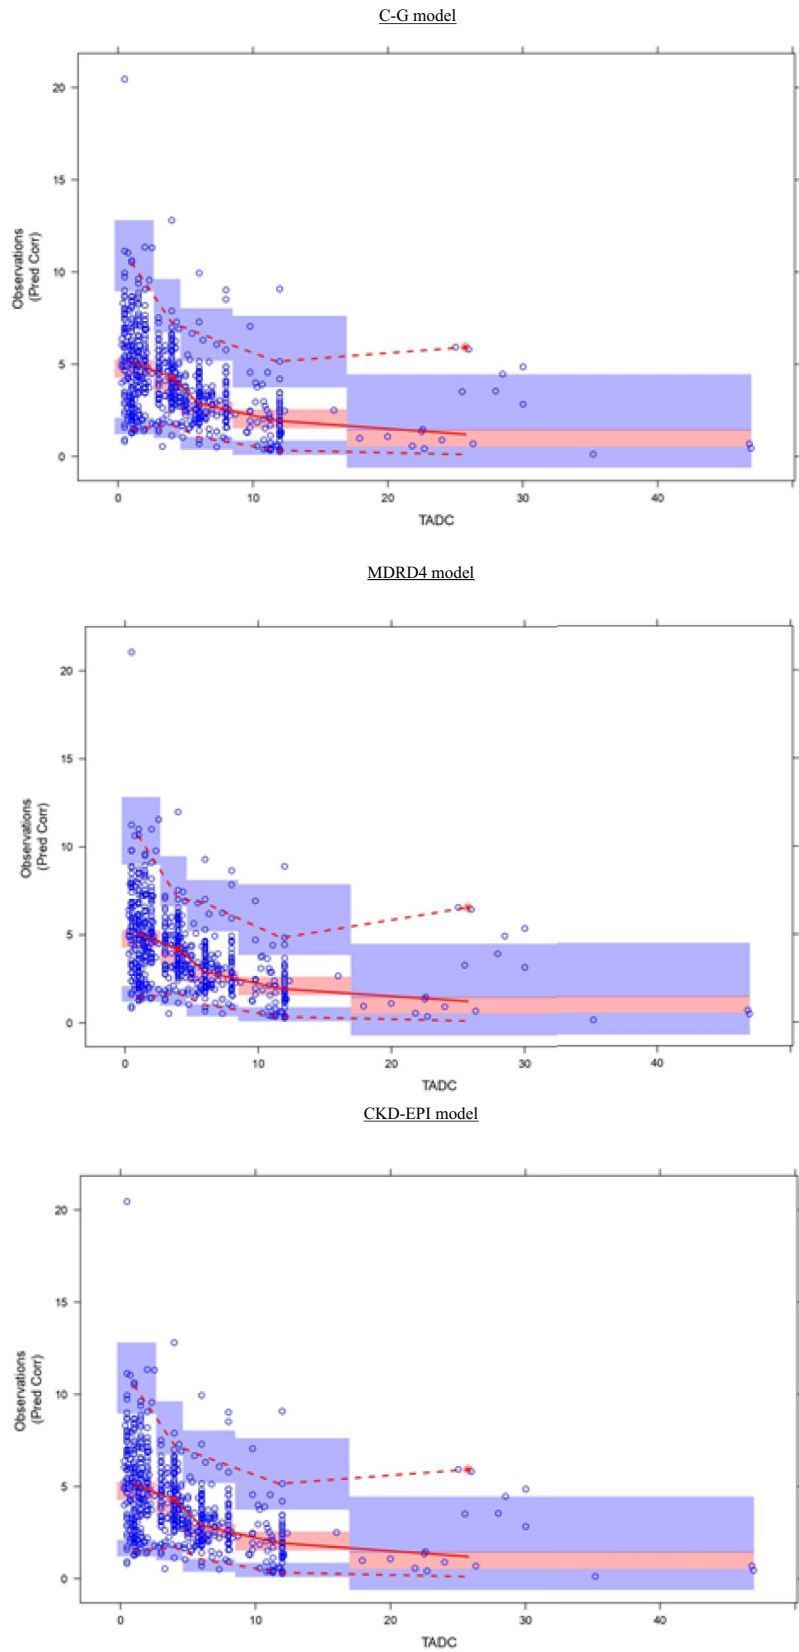 C-G model
20
15
10
5
0
Observations
(Pred Corr)
0 10 20 30 40
TADC
MDRD4 model
20
15
10
5
0
Observations
(Pred Corr)
0 10 20 30 40
TADC
CKD-EPI model
20
15
10
5
0
Observations
(Pred Corr)
0 10 20 30 40
TADC